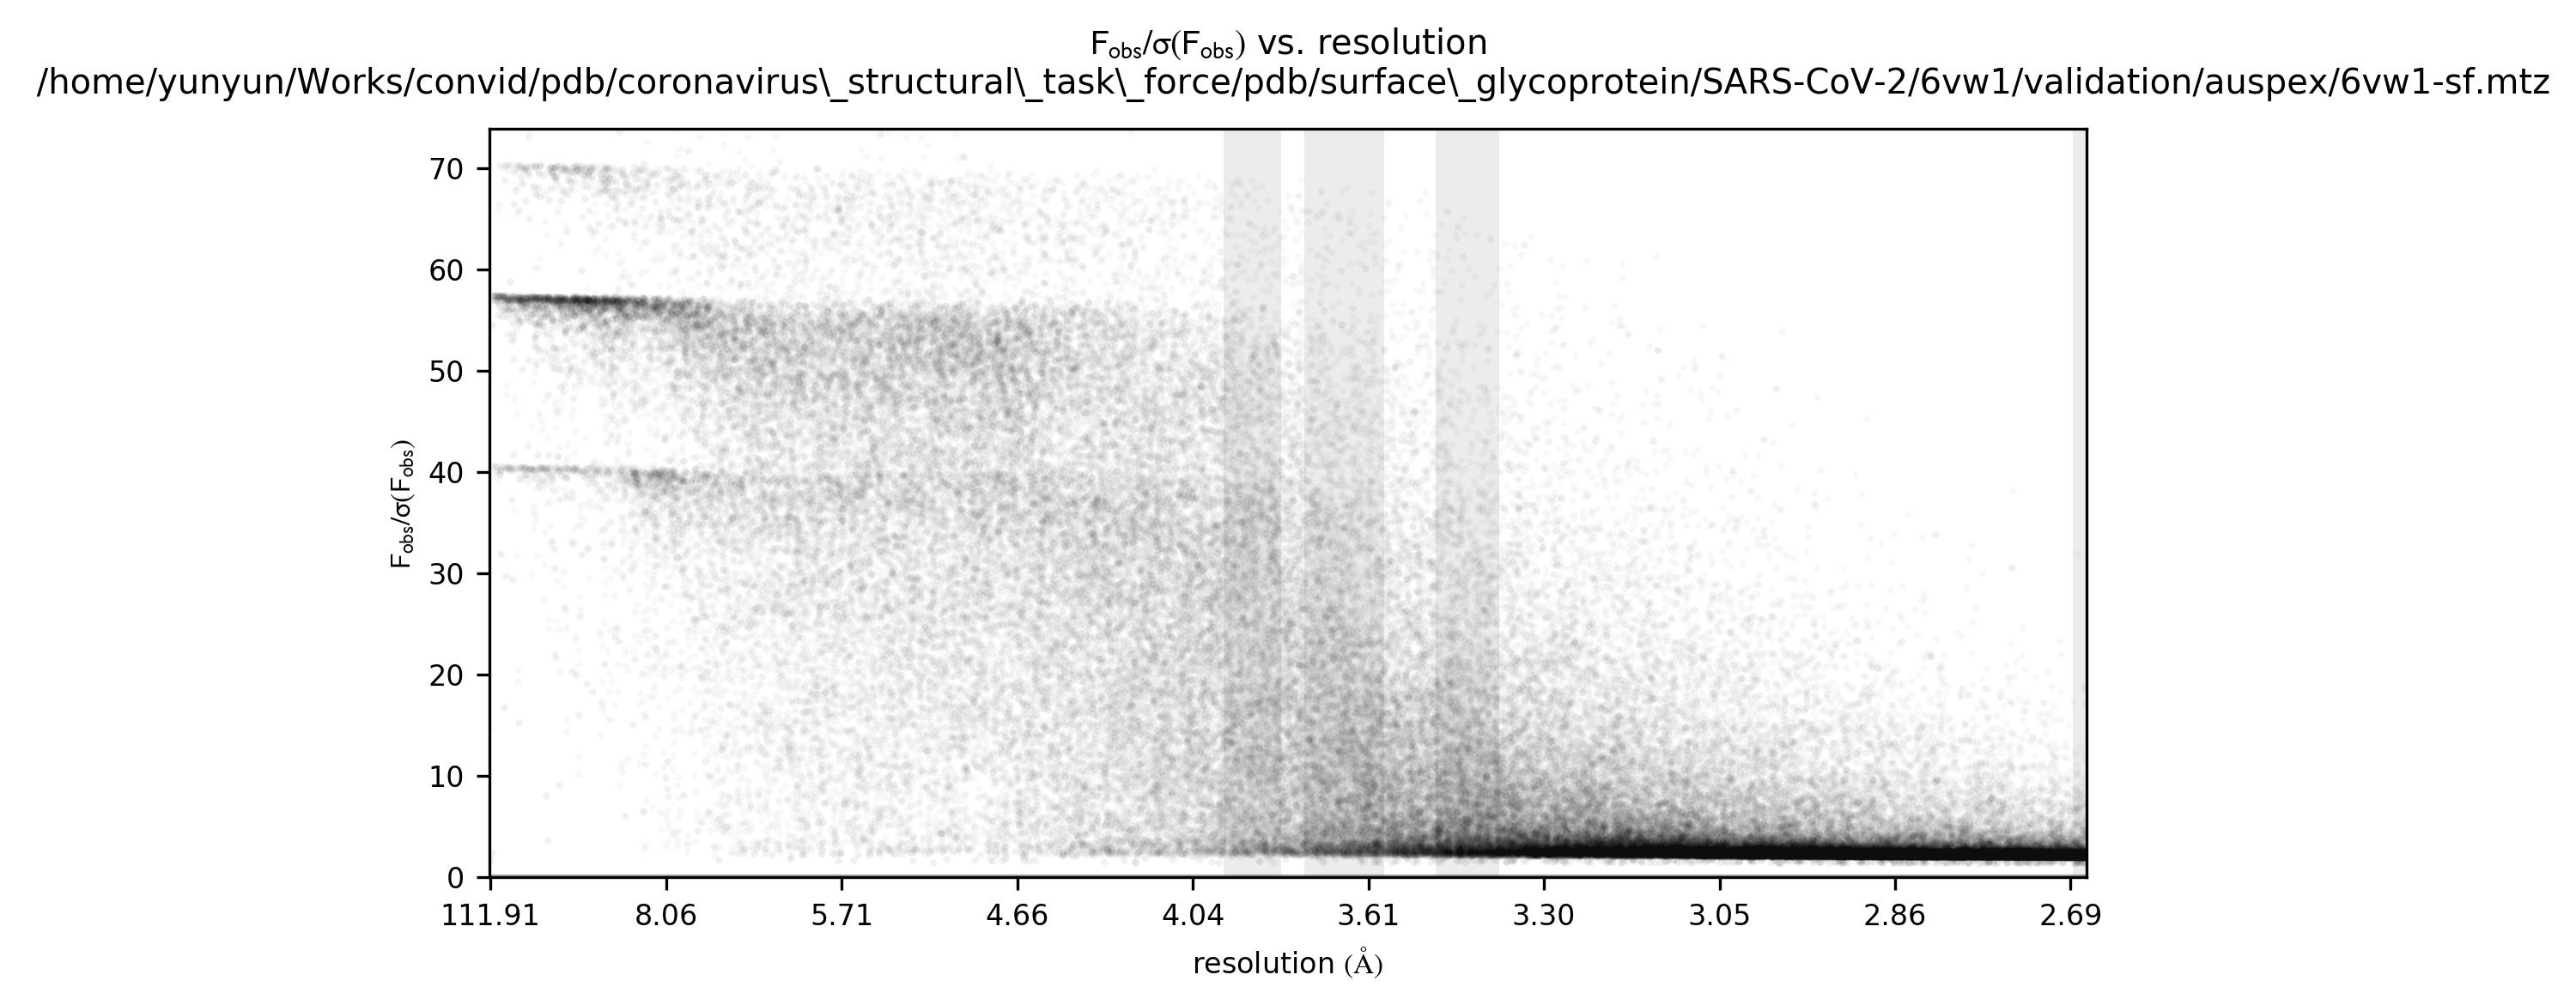 Fobs/σ(Fobs) vs. resolution
/home/yunyun/Works/convid/pdb/coronavirus\_structural\_task\_force/pdb/surface\_glycoprotein/SARS-CoV-2/6vw1/validation/auspex/6vw1-sf.mtz
70
60
50
40
30
20
10
0
Fobs/σ(Fobs)
111.91 8.06 5.71 4.66 4.04 3.61 3.30 3.05 2.86 2.69
resolution (Å)